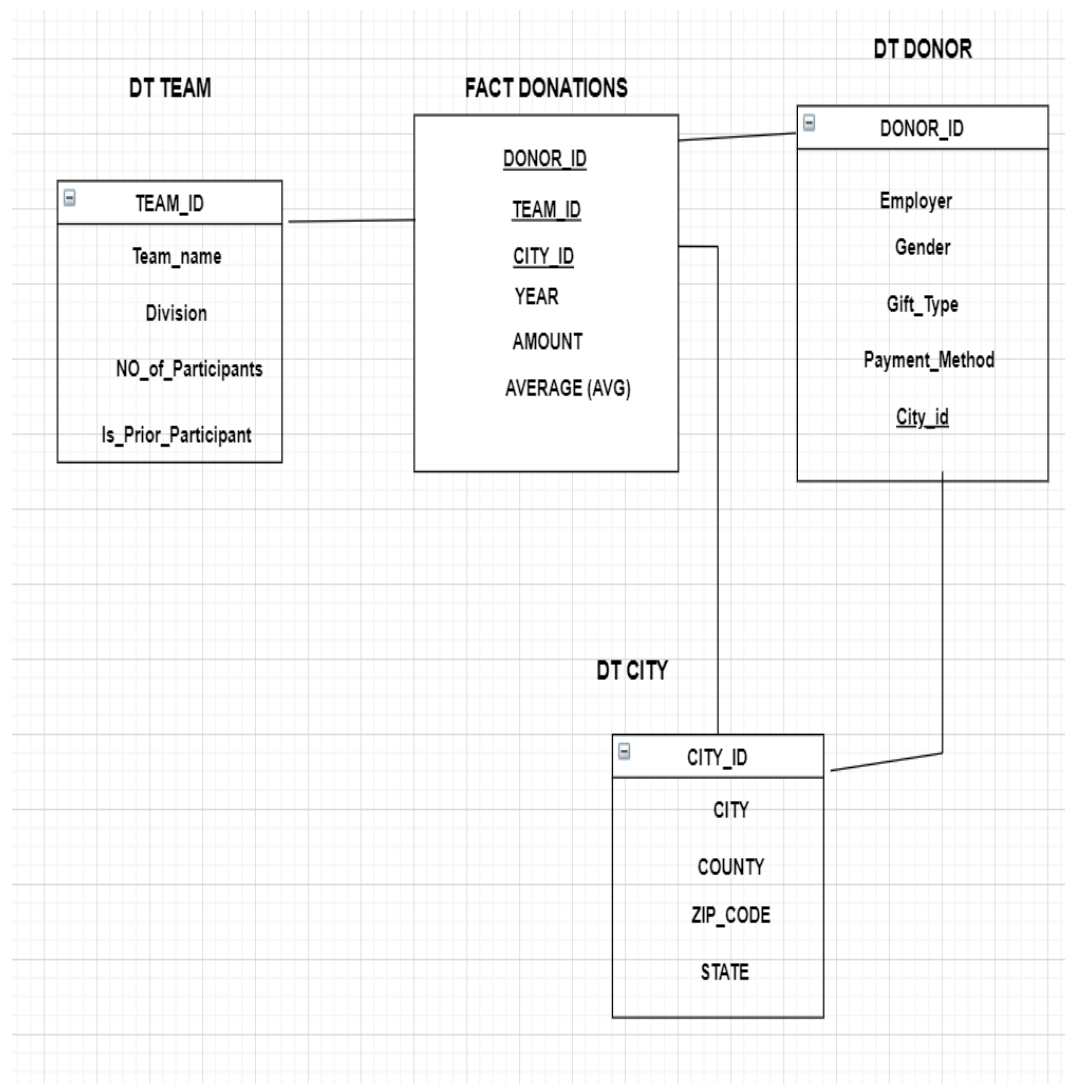 DT TEAM
TEAM_ID
Team_name
Division
NO_of_Participants
Is_Prior_Participant
FACT DONATIONS
DONOR_ID
TEAM_ID
CITY_ID
YEAR
AMOUNT
AVERAGE (AVG)
DT DONOR
DONOR_ID
Employer
Gender
Gift_Type
Payment_Method
City_id
DT CITY
CITY_ID
CITY
COUNTY
ZIP_CODE
STATE